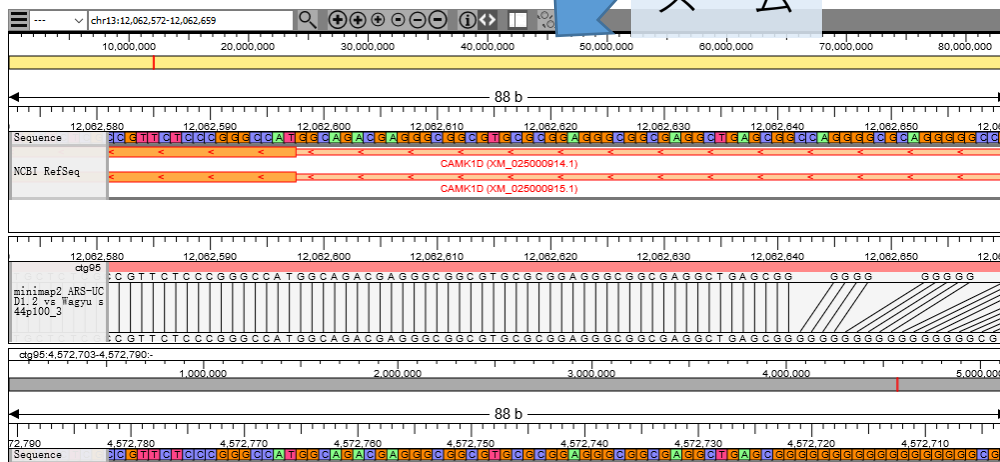 --- chr13:12,062,572-12,062,659
10,000,000 20,000,000 30,000,000 40,000,000 50,000,000 60,000,000 70,000,000 80,000,000
88 b
12,062,580 12,062,590 12,062,600 12,062,610 12,062,620 12,062,630 12,062,640 12,062,650
Sequence CCGTTCTCCCGGGCCATGGCAGACGAGGGCGGCGTGCGCGGAGGGCGGCGAGGCTGAGCGGCCAGGGGCGCAGGGGGCC
CAMK1D (XM_025000914.1)
NCBI RefSeq
CAMK1D (XM_025000915.1)
12,062,580 12,062,590 12,062,600 12,062,610 12,062,620 12,062,630 12,062,640 12,062,650
ctg95
CCGTTCTCCCGGGCCATGGCAGACGAGGGCGGCGTGCGCGGAGGGCGGCGAGGCTGAGCGG GGGG GGGGG
minimap2 ARS-UC
D1.2 vs Wagyu s
44p100_3
CCGTTCTCCCGGGCCATGGCAGACGAGGGCGGCGTGCGCGGAGGGCGGCGAGGCTGAGCGGGGGGGGGGGGGGGGGGCG
ctg95:4,572,703-4,572,790:-
1,000,000 2,000,000 3,000,000 4,000,000
88 b
4,572,780 4,572,770 4,572,760 4,572,750 4,572,740 4,572,730 4,572,720 4,572,710
Sequence CCGTTCTCCCGGGCCATGGCAGACGAGGGCGGCGTGCGCGGAGGGCGGCGAGGCTGAGCGGGGGGGGGGGGGGGGGGCG